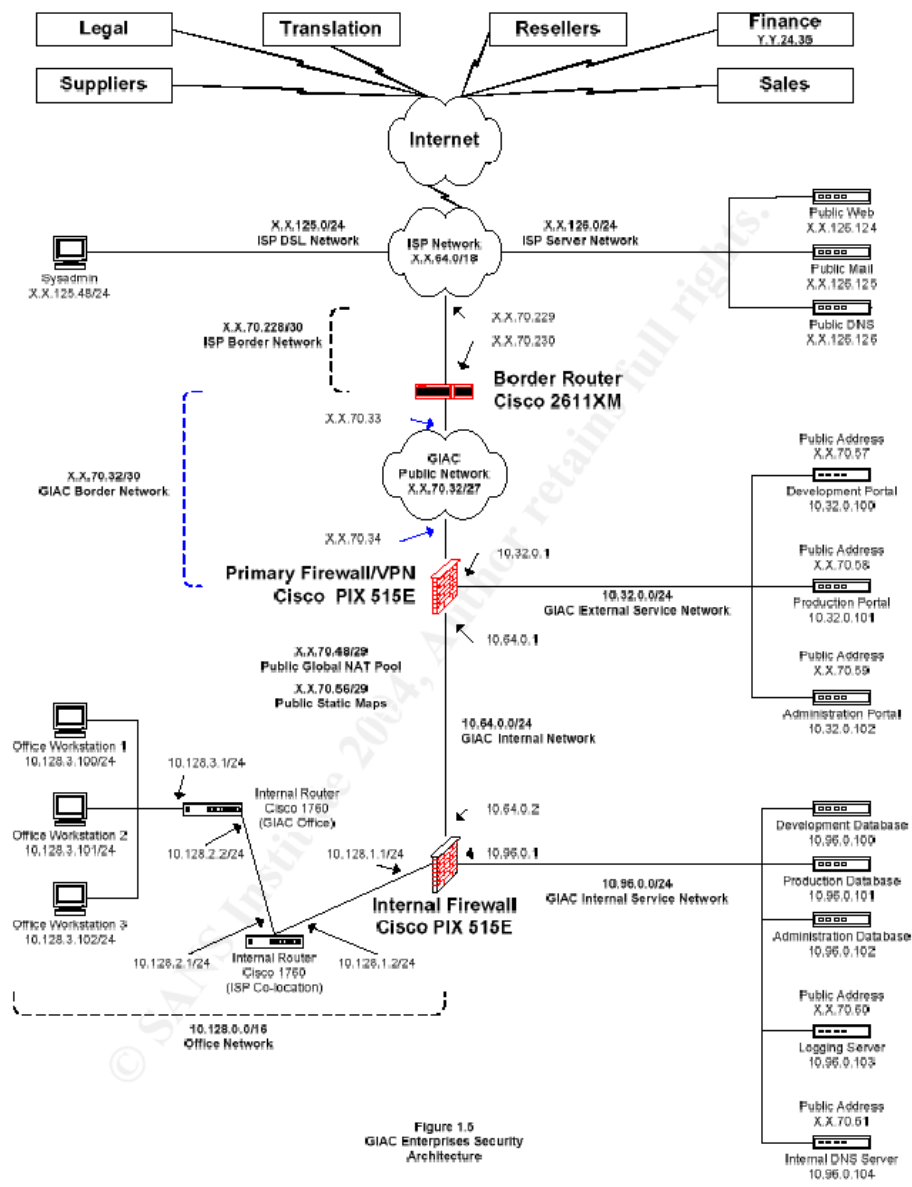 Legal
Translation
Resellers
Finance
Y.Y.24.35
Suppliers
Sales
Internet
X.X.125.0/24
ISP DSL Network
ISP Network
X.X.64.0/18
X.X.126.0/24
ISP Server Network
Public Web
X.X.126.124
Public Mail
X.X.126.125
Public DNS
X.X.126.126
Sysadmin
X.X.125.48/24
X.X.70.229
X.X.70.228/30
ISP Border Network
X.X.70.230
Border Router
Cisco 2611XM
X.X.70.33
GIAC
Public Network
X.X.70.32/27
X.X.70.32/30
GIAC Border Network
X.X.70.34
Public Address
X.X.70.57
Development Portal
10.32.0.100
10.32.0.1
Primary Firewall/VPN
Cisco PIX 515E
10.32.0.0/24
GIAC External Service Network
Public Address
X.X.70.58
Production Portal
10.32.0.101
10.64.0.1
X.X.70.48/29
Public Global NAT Pool
X.X.70.56/29
Public Static Maps
Public Address
X.X.70.59
Administration Portal
10.32.0.102
10.64.0.0/24
GIAC Internal Network
Office Workstation 1
10.128.3.100/24
10.128.3.1/24
Internal Router
Cisco 1760
(GIAC Office)
Office Workstation 2
10.128.3.101/24
10.128.2.2/24
10.128.1.1/24
10.64.0.2
10.96.0.1
Development Database
10.96.0.100
10.96.0.0/24
GIAC Internal Service Network
Production Database
10.96.0.101
Internal Firewall
Cisco PIX 515E
Office Workstation 3
10.128.3.102/24
Administration Database
10.96.0.102
10.128.2.1/24
Internal Router
Cisco 1760
(ISP Co-location)
10.128.1.2/24
10.128.0.0/16
Office Network
Public Address
X.X.70.60
Logging Server
10.96.0.103
Public Address
X.X.70.61
Internal DNS Server
10.96.0.104
Figure 1.5
GIAC Enterprises Security
Architecture
© SANS Institute 2004, Author retains full rights.